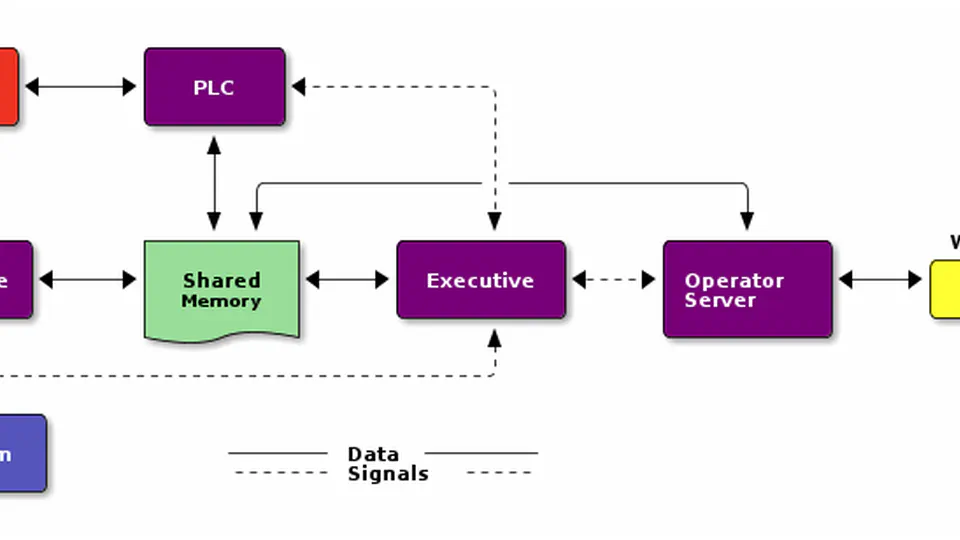 PLC
Shared
Memory
Executive
Operator
Server
Data
Signals